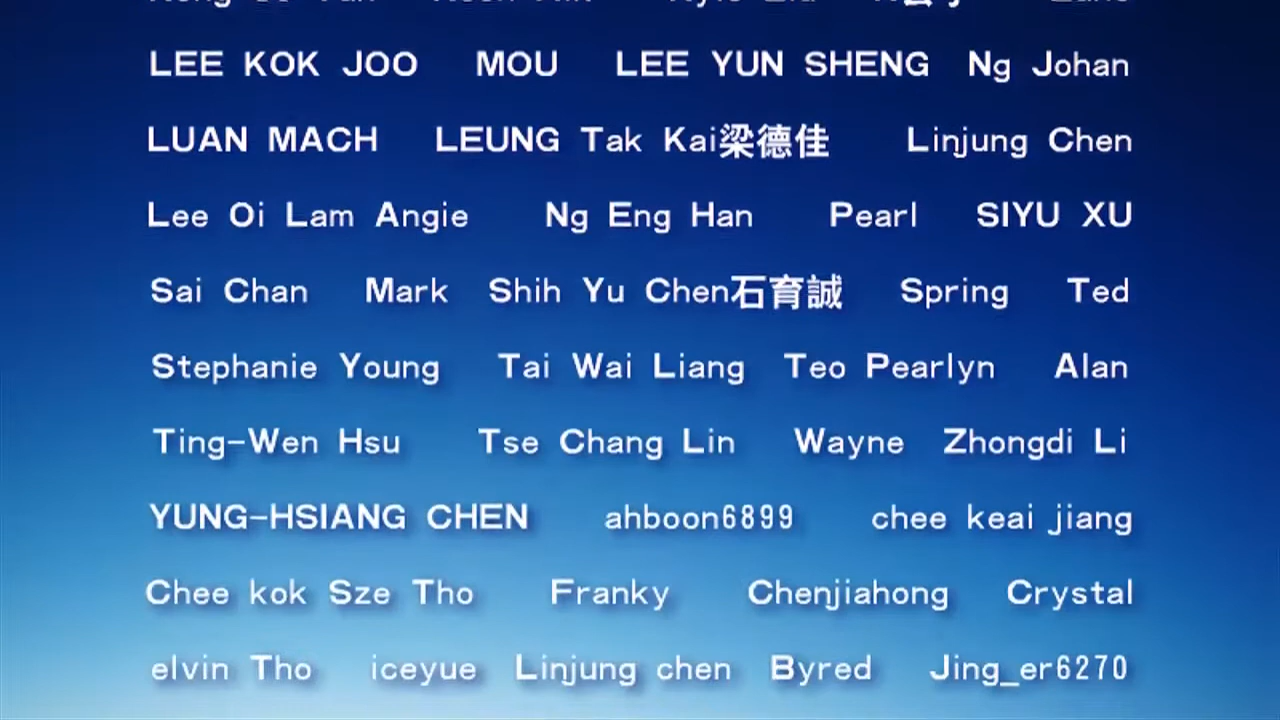 LEE KOK JOO MOU LEE YUN SHENG Ng Johan
LUAN MACH LEUNG Tak Kai梁德佳 Linjung Chen
Lee Oi Lam Angie Ng Eng Han Pearl SIYU XU
Sai Chan Mark Shih Yu Chen石育誠 Spring Ted
Stephanie Young Tai Wai Liang Teo Pearlyn Alan
Ting-Wen Hsu Tse Chang Lin Wayne Zhongdi Li
YUNG-HSIANG CHEN ahboon6899 chee keai jiang
Chee kok Sze Tho Franky Chenjiahong Crystal
elvin Tho iceyue Linjung chen Byred Jing_er6270